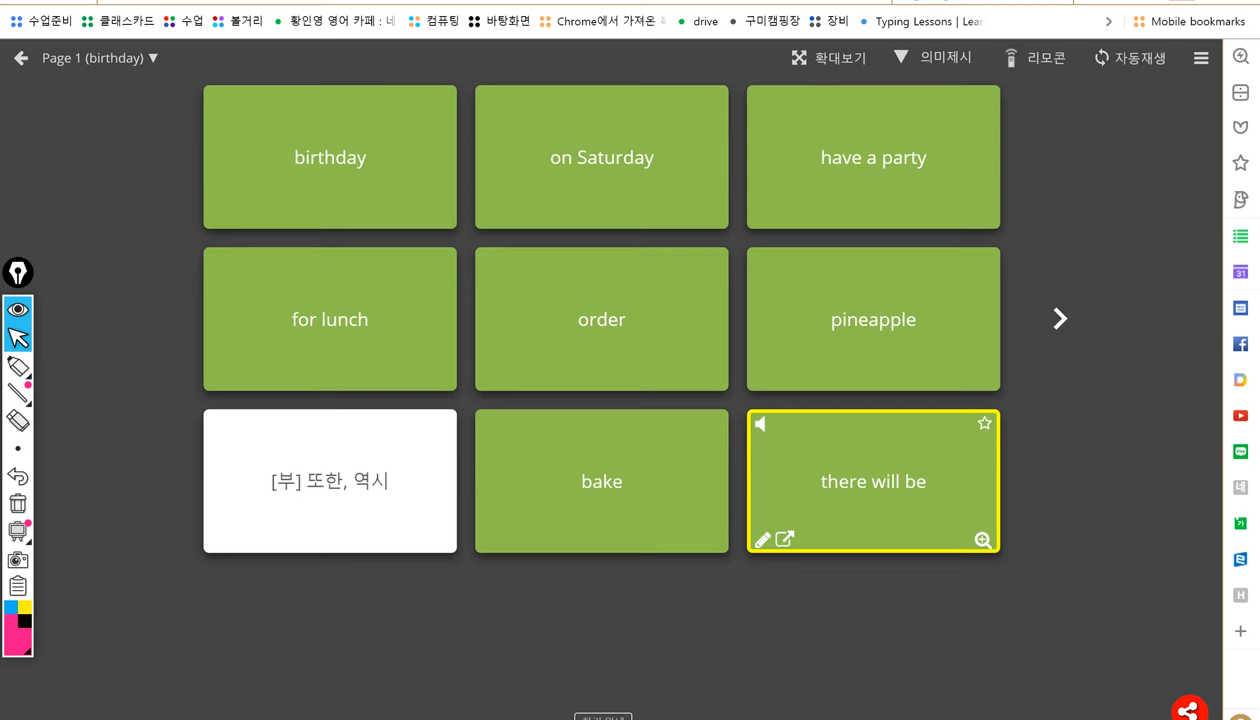 수업준비 클래스카드 수업 볼거리 황인영 영어 카페 : 네 컴퓨팅 바탕화면 Chrome에서 가져온 drive 구미캠핑장 장비 Typing Lessons | Lear Mobile bookmarks
Page 1 (birthday) 확대보기 의미제시 리모콘 자동재생
birthday on Saturday have a party
for lunch order pineapple
[부] 또한, 역시 bake there will be
31